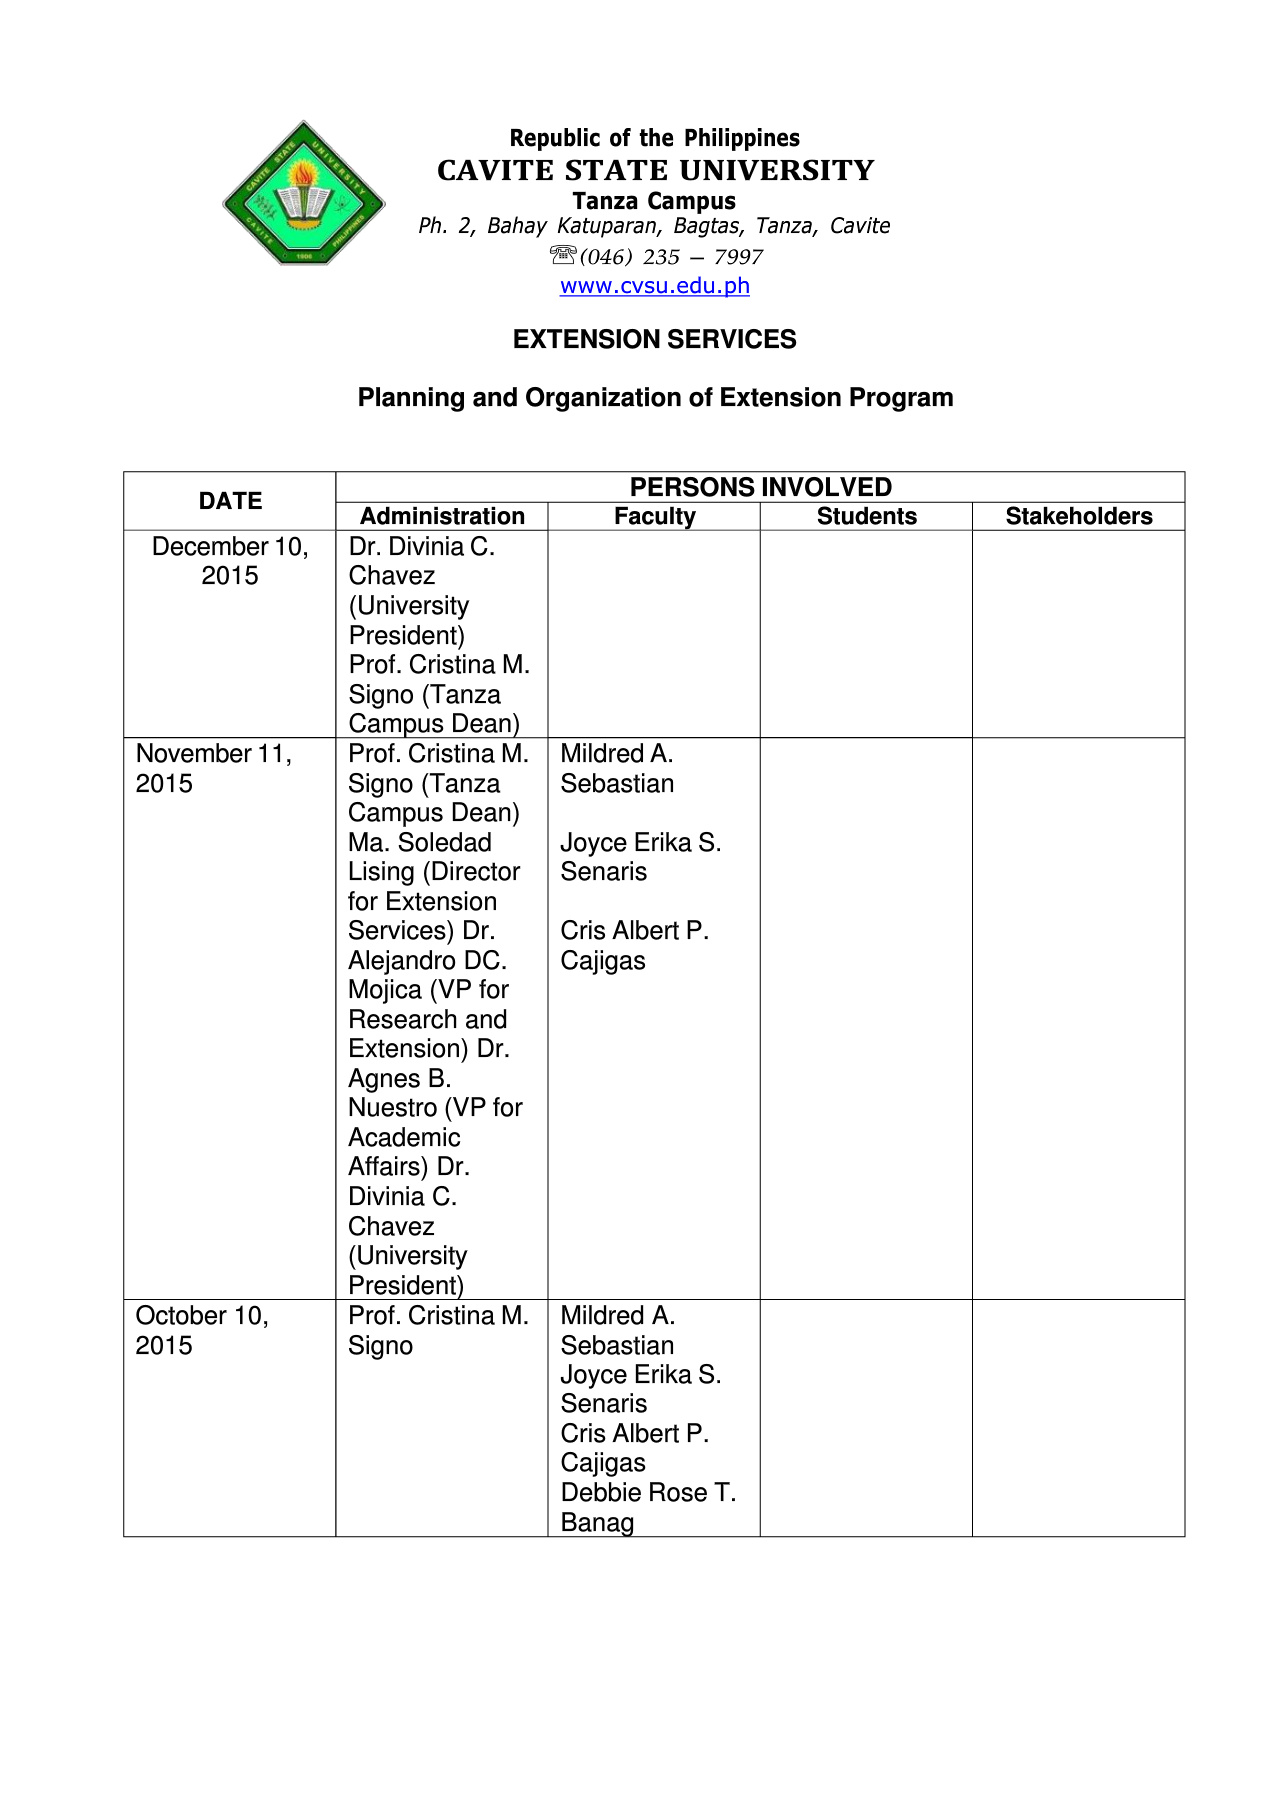 CAVITE STATE UNIVERSITY
CAVITE PHILIPPINES
1906
Republic of the Philippines
CAVITE STATE UNIVERSITY
Tanza Campus
Ph. 2, Bahay Katuparan, Bagtas, Tanza, Cavite
☏(046) 235 – 7997
www.cvsu.edu.ph
EXTENSION SERVICES
Planning and Organization of Extension Program
DATE
PERSONS INVOLVED
Administration
Faculty
Students
Stakeholders
December 10,
2015
Dr. Divinia C.
Chavez
(University
President)
Prof. Cristina M.
Signo (Tanza
Campus Dean)
November 11,
2015
Prof. Cristina M.
Signo (Tanza
Campus Dean)
Ma. Soledad
Lising (Director
for Extension
Services) Dr.
Alejandro DC.
Mojica (VP for
Research and
Extension) Dr.
Agnes B.
Nuestro (VP for
Academic
Affairs) Dr.
Divinia C.
Chavez
(University
President)
Mildred A.
Sebastian
Joyce Erika S.
Senaris
Cris Albert P.
Cajigas
October 10,
2015
Prof. Cristina M.
Signo
Mildred A.
Sebastian
Joyce Erika S.
Senaris
Cris Albert P.
Cajigas
Debbie Rose T.
Banag